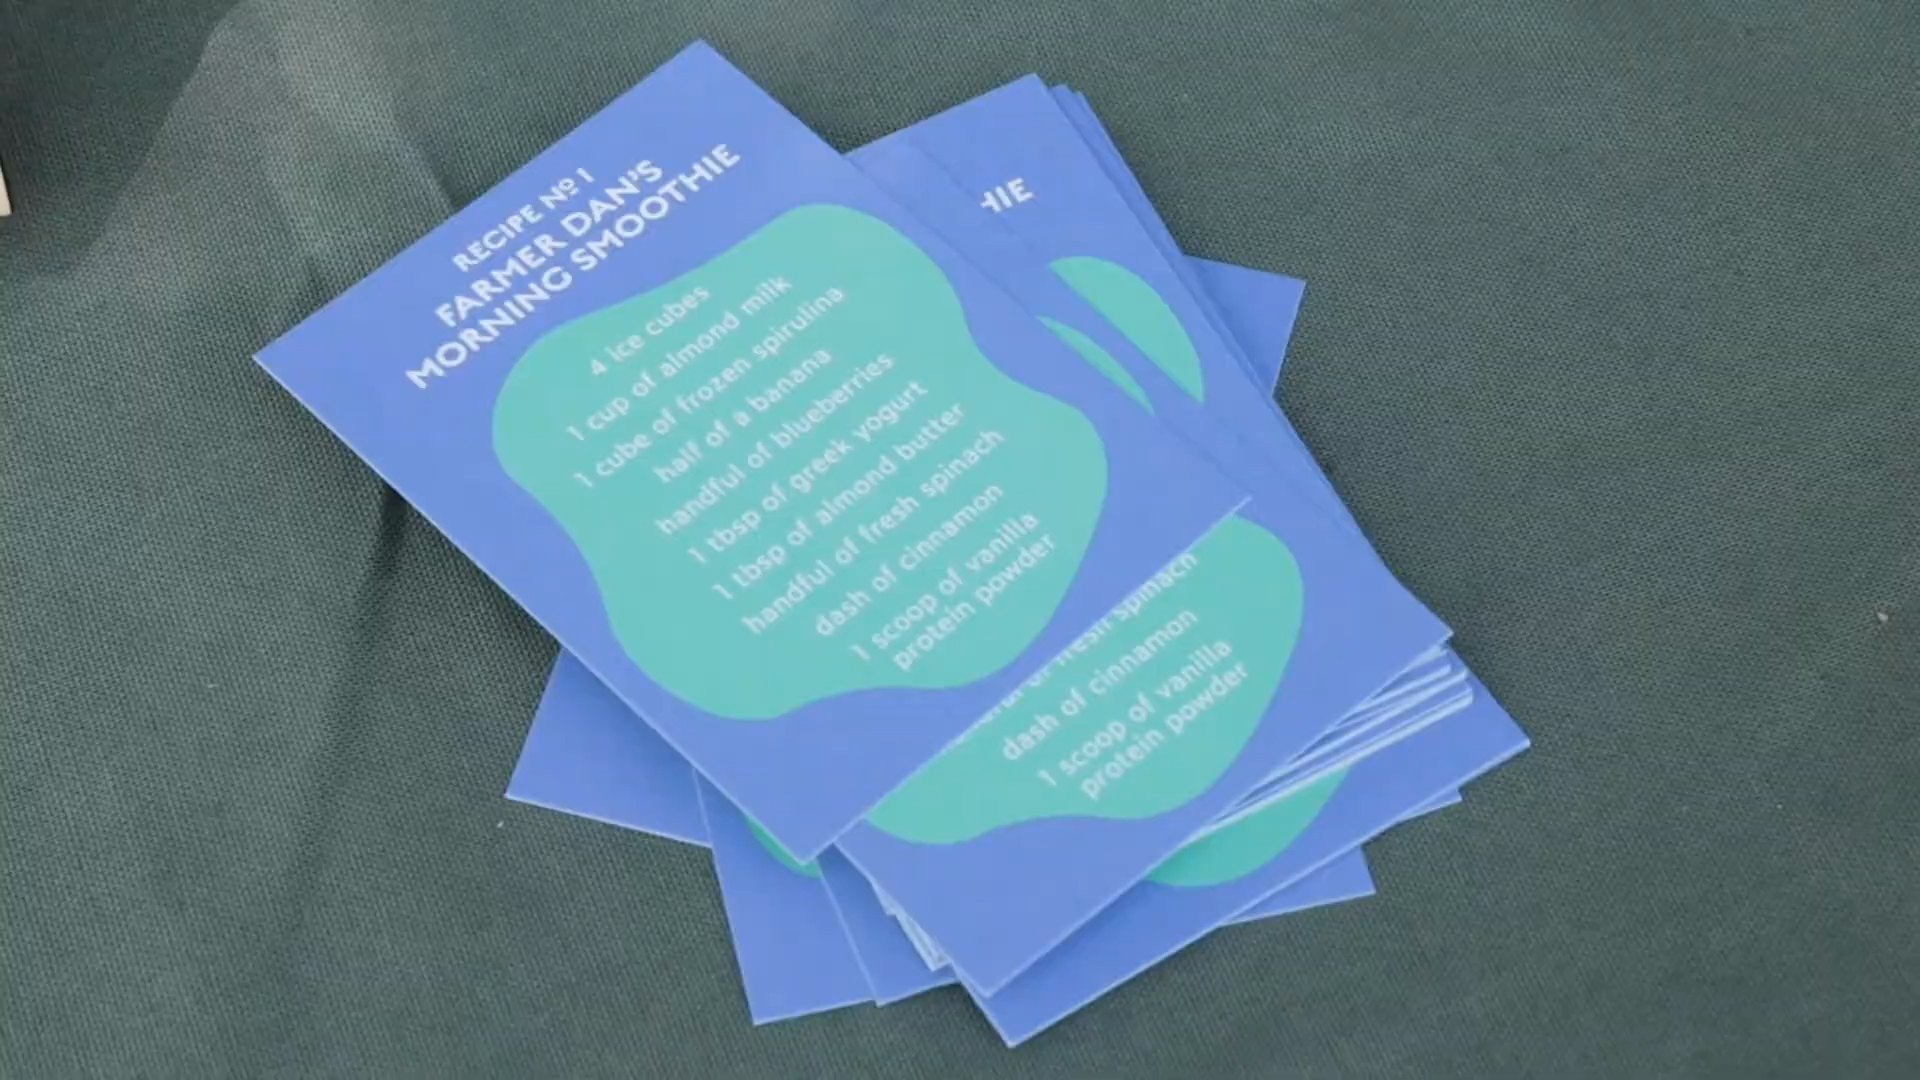 RECIPE Nº 1
FARMER DAN'S
MORNING SMOOTHIE
4 ice cubes
1 cup of almond milk
1 cube of frozen spirulina
half of a banana
handful of blueberries
1 tbsp of greek yogurt
1 tbsp of almond butter
handful of fresh spinach
dash of cinnamon
1 scoop of vanilla
protein powder
HIE
of fresh spinach
dash of cinnamon
1 scoop of vanilla
protein powder